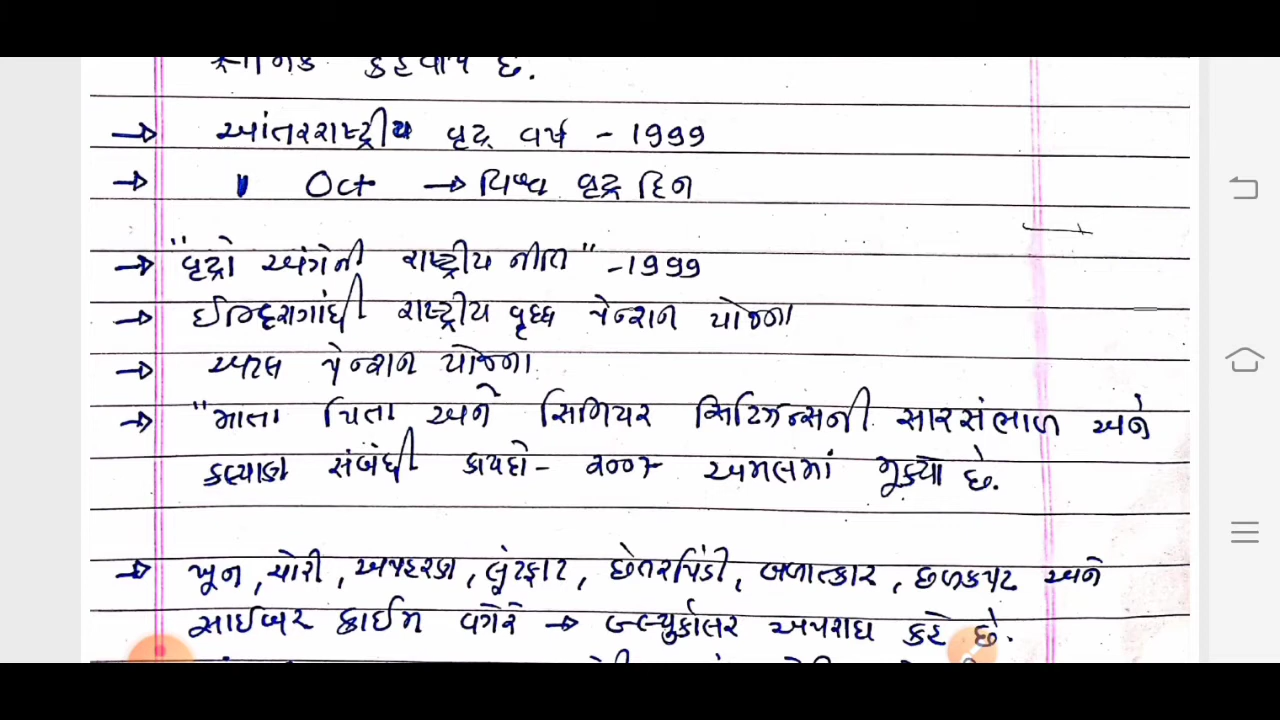 કહેવાય છે.
→ આંતરરાષ્ટ્રીય વૃદ્ધ વર્ષ - 1999
→ 1 Oct → વિશ્વ વૃદ્ધ દિન
→ "વૃદ્ધો અંગેની રાષ્ટ્રીય નીતિ" - 1999
→ ઈન્દિરાગાંધી રાષ્ટ્રીય વૃધ્ધ પેન્શન યોજના
→ અટલ પેન્શન યોજના
→ "માતા પિતા અને સિનિયર સિટિઝન્સની સારસંભાળ અને
કલ્યાણ સંબંધી કાયદો - ૨૦૦૭ અમલમાં મૂક્યો છે.
→ ખૂન, ચોરી, અપહરણ, લૂંટફાટ, છેતરપિંડી, બળાત્કાર, છળકપટ અને
સાઈબર ક્રાઈમ વગેરે → બ્લ્યુકોલર અપરાધ કહે છે.